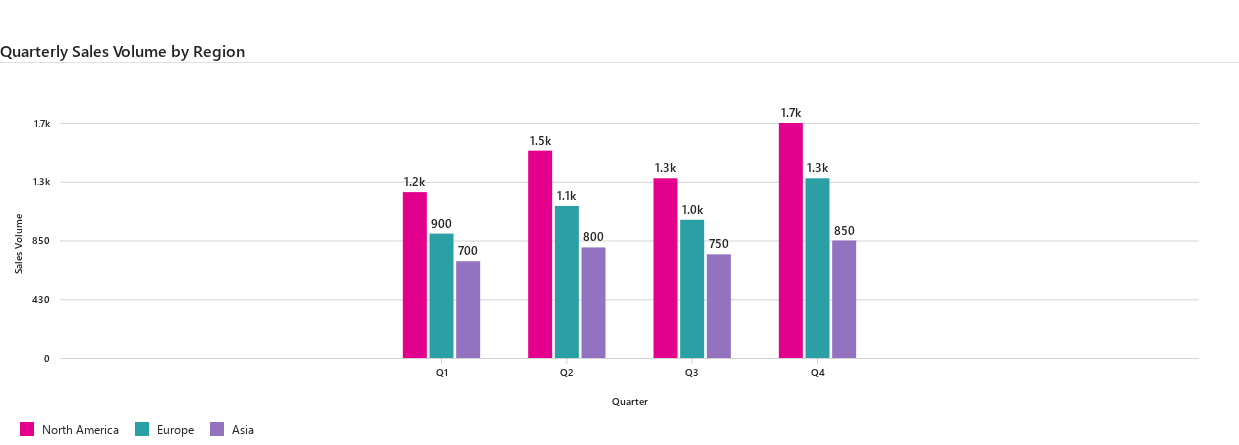 Quarterly Sales Volume by Region
1.7k
1.3k
850
430
0
Sales Volume
1.2k
900
700
1.5k
1.1k
800
1.3k
1.0k
750
1.7k
1.3k
850
Q1
Q2
Q3
Q4
Quarter
North America
Europe
Asia